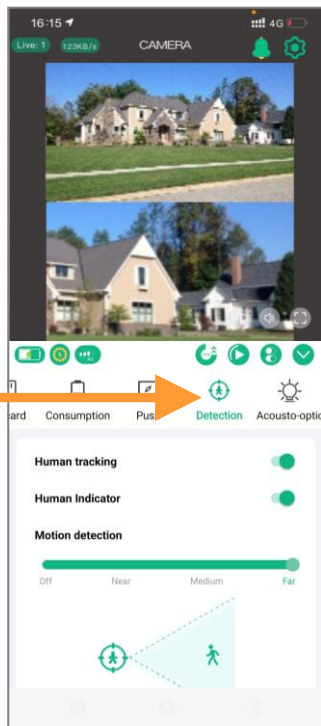 16:15 4G
Live: 1 123KB/s CAMERA
ard Consumption Pus Detection Acousto-optic
Human tracking
Human Indicator
Motion detection
Off Near Medium Far